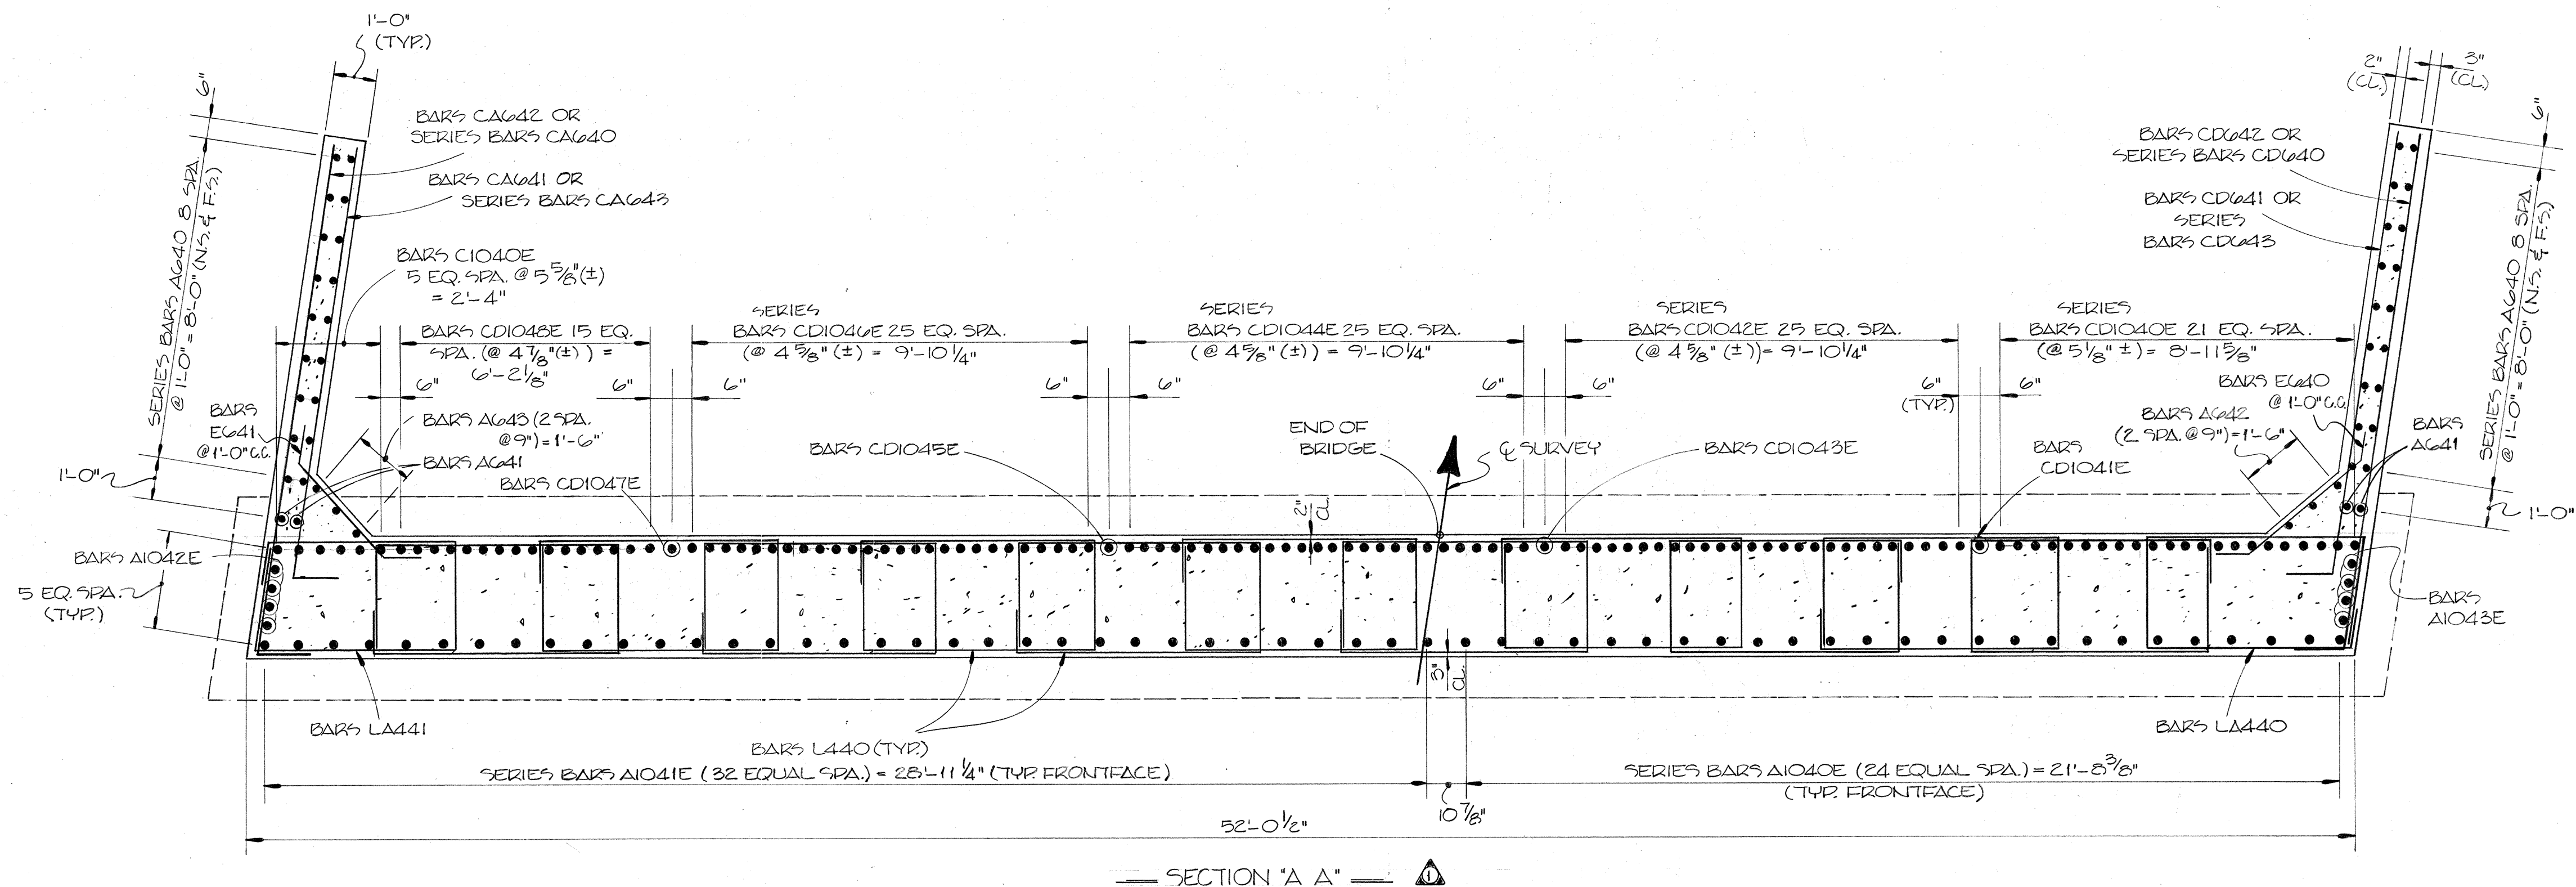 1'-0"
(TYP.)
6"
SERIES BARS A640 8 SPA.
@ 1'-0" = 8'-0" (N.S. & F.S.)
BARS CA642 OR
SERIES BARS CA640
BARS CA641 OR
SERIES BARS CA643
BARS C1040E
5 EQ. SPA. @ 5 5/8"(±)
= 2'-4"
BARS CD1048E 15 EQ.
SPA. (@ 4 7/8"(±)) =
6'-2 1/8"
SERIES
BARS CD1046E 25 EQ. SPA.
(@ 4 5/8" (±) = 9'-10 1/4"
SERIES
BARS CD1044E 25 EQ. SPA.
(@ 4 5/8" (±)) = 9'-10 1/4"
SERIES
BARS CD1042E 25 EQ. SPA.
(@ 4 5/8" (±)) = 9'-10 1/4"
SERIES
BARS CD1040E 21 EQ. SPA.
(@ 5 1/8" ±) = 8'-11 5/8"
2"
(CL.)
3"
(CL.)
6"
BARS CD642 OR
SERIES BARS CD640
BARS CD641 OR
SERIES
BARS CD643
SERIES BARS A640 8 SPA.
@ 1'-0" = 8'-0" (N.S. & F.S.)
6"
6"
6"
6"
6"
6"
6"
6"
(TYP.)
6"
BARS
E641
@ 1'-0" C.C.
BARS A643 (2 SPA.
@ 9") = 1'-6"
BARS A641
BARS CD1047E
BARS CD1045E
END OF
BRIDGE
℄ SURVEY
BARS CD1043E
BARS
CD1041E
BARS E640
@ 1'-0" C.C.
BARS A642
(2 SPA. @ 9") = 1'-6"
BARS
A641
1'-0"
1'-0"
2"
CL.
BARS A1042E
5 EQ. SPA.
(TYP.)
BARS
A1043E
3"
CL.
BARS LA441
BARS L440 (TYP.)
BARS LA440
SERIES BARS A1041E (32 EQUAL SPA.) = 28'-11 1/4" (TYP. FRONTFACE)
SERIES BARS A1040E (24 EQUAL SPA.) = 21'-8 3/8"
(TYP. FRONTFACE)
10 7/8"
52'-0 1/2"
SECTION "A A"
1